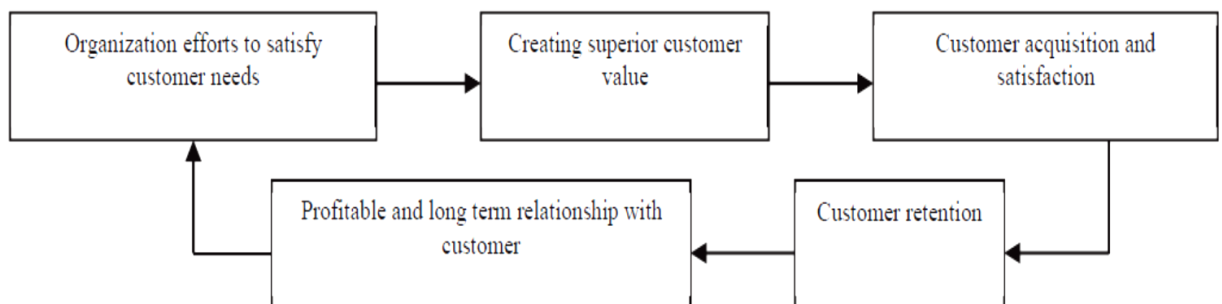 Organization efforts to satisfy
customer needs
Creating superior customer
value
Customer acquisition and
satisfaction
Profitable and long term relationship with
customer
Customer retention